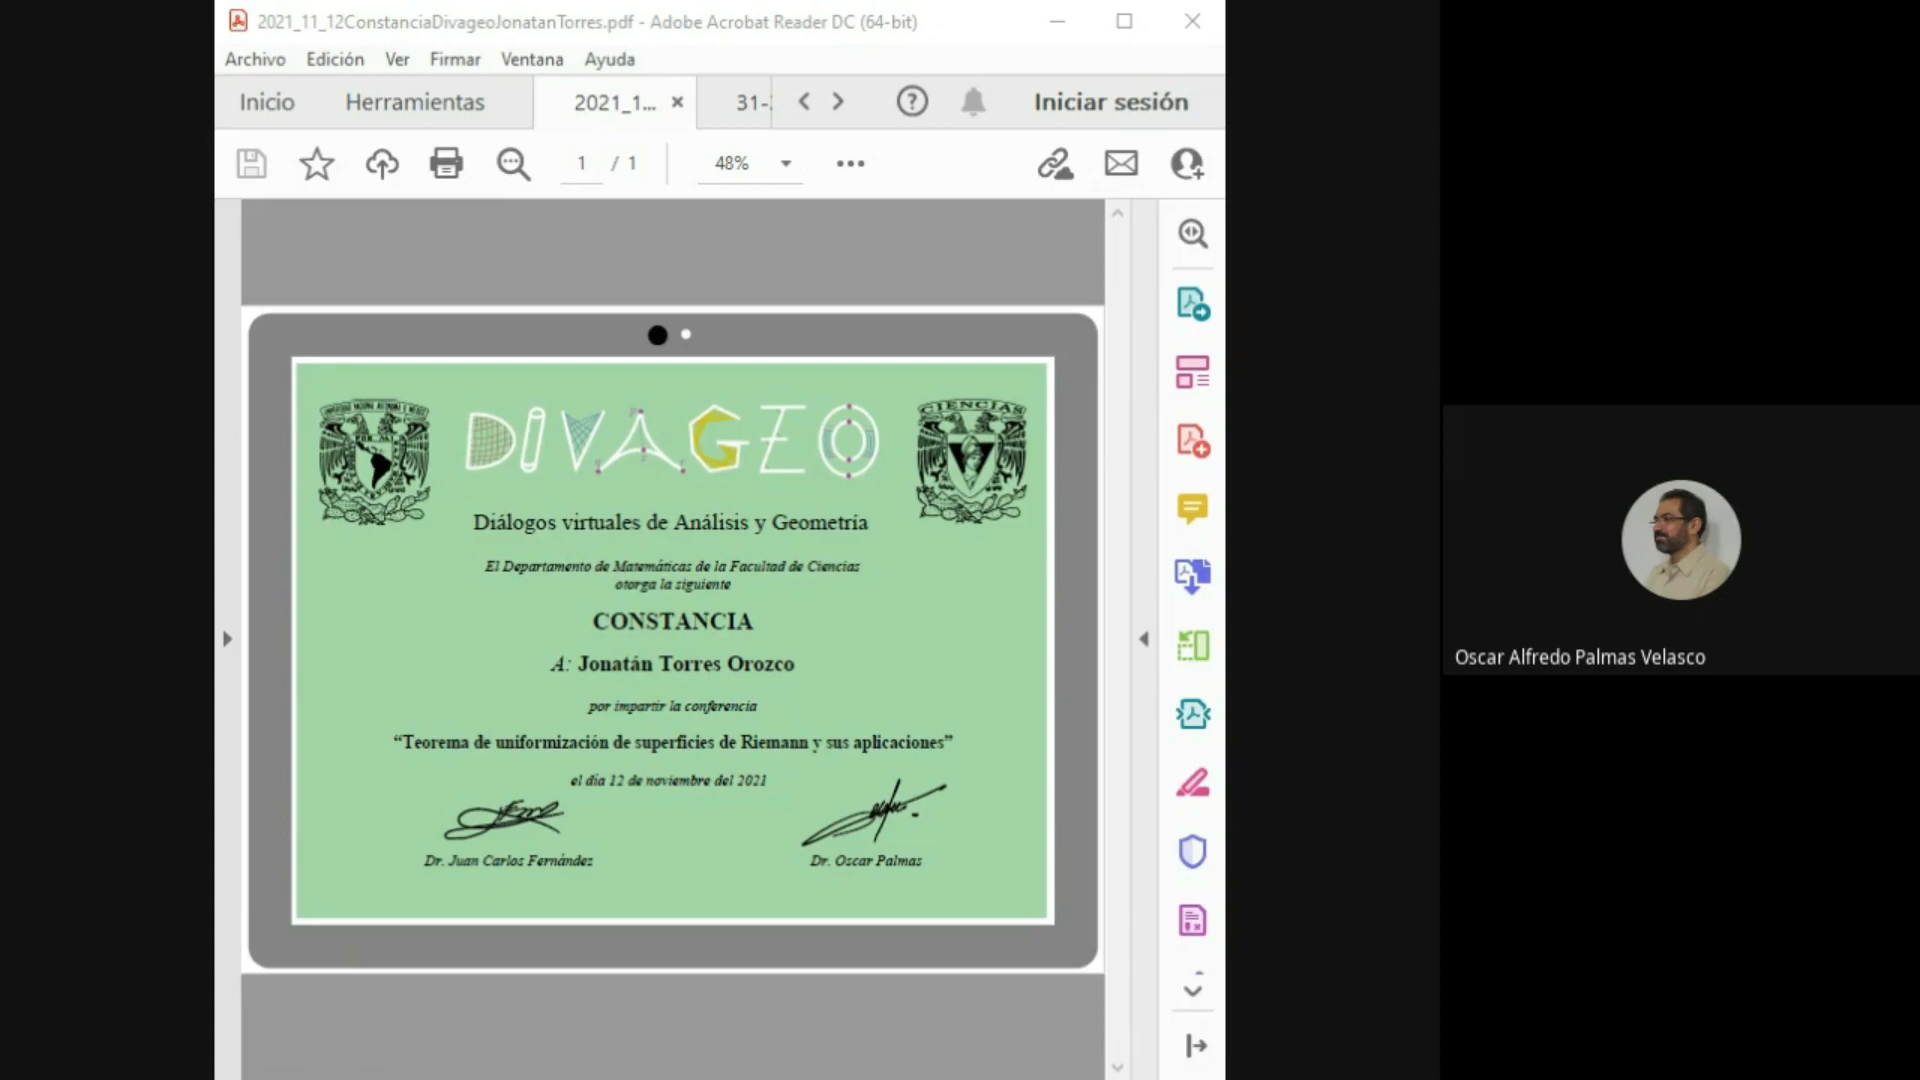 2021_11_12ConstanciaDivageoJonatanTorres.pdf - Adobe Acrobat Reader DC (64-bit)
Archivo Edición Ver Firmar Ventana Ayuda
Inicio Herramientas 2021_1... 31- Iniciar sesión
1 / 1 48%
DIVAGEO
CIENCIAS
Diálogos virtuales de Análisis y Geometría
El Departamento de Matemáticas de la Facultad de Ciencias
otorga la siguiente
CONSTANCIA
A: Jonatán Torres Orozco
por impartir la conferencia
“Teorema de uniformización de superficies de Riemann y sus aplicaciones”
el día 12 de noviembre del 2021
Dr. Juan Carlos Fernández Dr. Oscar Palmas
Oscar Alfredo Palmas Velasco